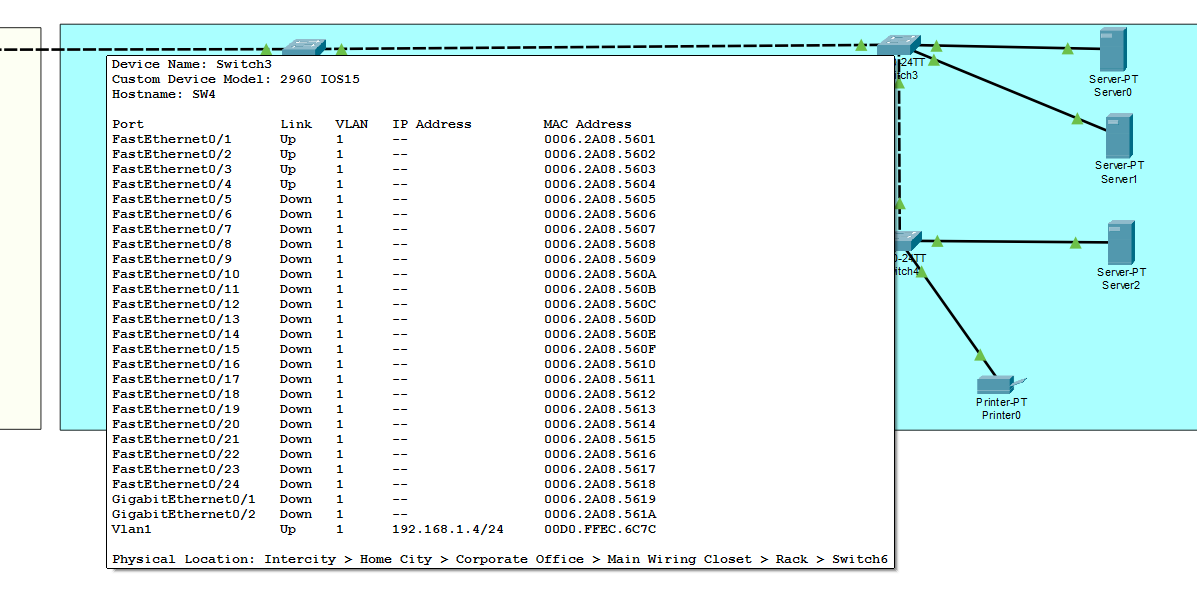 Device Name: Switch3
Custom Device Model: 2960 IOS15
Hostname: SW4
Port Link VLAN IP Address MAC Address
FastEthernet0/1 Up 1 -- 0006.2A08.5601
FastEthernet0/2 Up 1 -- 0006.2A08.5602
FastEthernet0/3 Up 1 -- 0006.2A08.5603
FastEthernet0/4 Up 1 -- 0006.2A08.5604
FastEthernet0/5 Down 1 -- 0006.2A08.5605
FastEthernet0/6 Down 1 -- 0006.2A08.5606
FastEthernet0/7 Down 1 -- 0006.2A08.5607
FastEthernet0/8 Down 1 -- 0006.2A08.5608
FastEthernet0/9 Down 1 -- 0006.2A08.5609
FastEthernet0/10 Down 1 -- 0006.2A08.560A
FastEthernet0/11 Down 1 -- 0006.2A08.560B
FastEthernet0/12 Down 1 -- 0006.2A08.560C
FastEthernet0/13 Down 1 -- 0006.2A08.560D
FastEthernet0/14 Down 1 -- 0006.2A08.560E
FastEthernet0/15 Down 1 -- 0006.2A08.560F
FastEthernet0/16 Down 1 -- 0006.2A08.5610
FastEthernet0/17 Down 1 -- 0006.2A08.5611
FastEthernet0/18 Down 1 -- 0006.2A08.5612
FastEthernet0/19 Down 1 -- 0006.2A08.5613
FastEthernet0/20 Down 1 -- 0006.2A08.5614
FastEthernet0/21 Down 1 -- 0006.2A08.5615
FastEthernet0/22 Down 1 -- 0006.2A08.5616
FastEthernet0/23 Down 1 -- 0006.2A08.5617
FastEthernet0/24 Down 1 -- 0006.2A08.5618
GigabitEthernet0/1 Down 1 -- 0006.2A08.5619
GigabitEthernet0/2 Down 1 -- 0006.2A08.561A
Vlan1 Up 1 192.168.1.4/24 00D0.FFEC.6C7C
Physical Location: Intercity > Home City > Corporate Office > Main Wiring Closet > Rack > Switch6
-24TT
tch3
Server-PT
Server0
Server-PT
Server1
-24TT
itch4
Server-PT
Server2
Printer-PT
Printer0